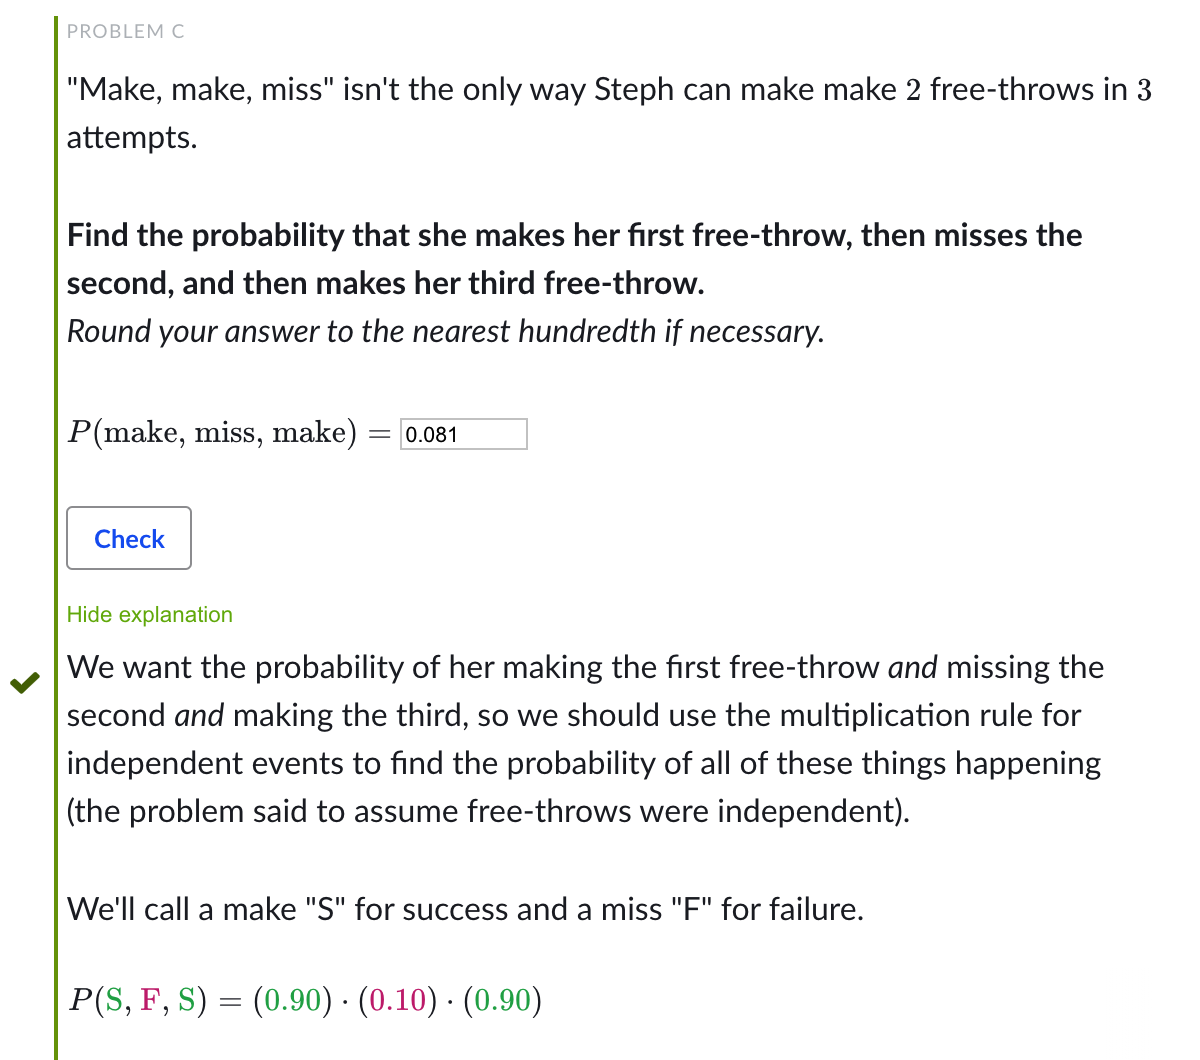 PROBLEM C
"Make, make, miss" isn't the only way Steph can make make 2 free-throws in 3
attempts.
Find the probability that she makes her first free-throw, then misses the
second, and then makes her third free-throw.
Round your answer to the nearest hundredth if necessary.
P(make, miss, make) = 0.081
Check
Hide explanation
We want the probability of her making the first free-throw and missing the
second and making the third, so we should use the multiplication rule for
independent events to find the probability of all of these things happening
(the problem said to assume free-throws were independent).
We'll call a make "S" for success and a miss "F" for failure.
P(S, F, S) = (0.90) · (0.10) · (0.90)